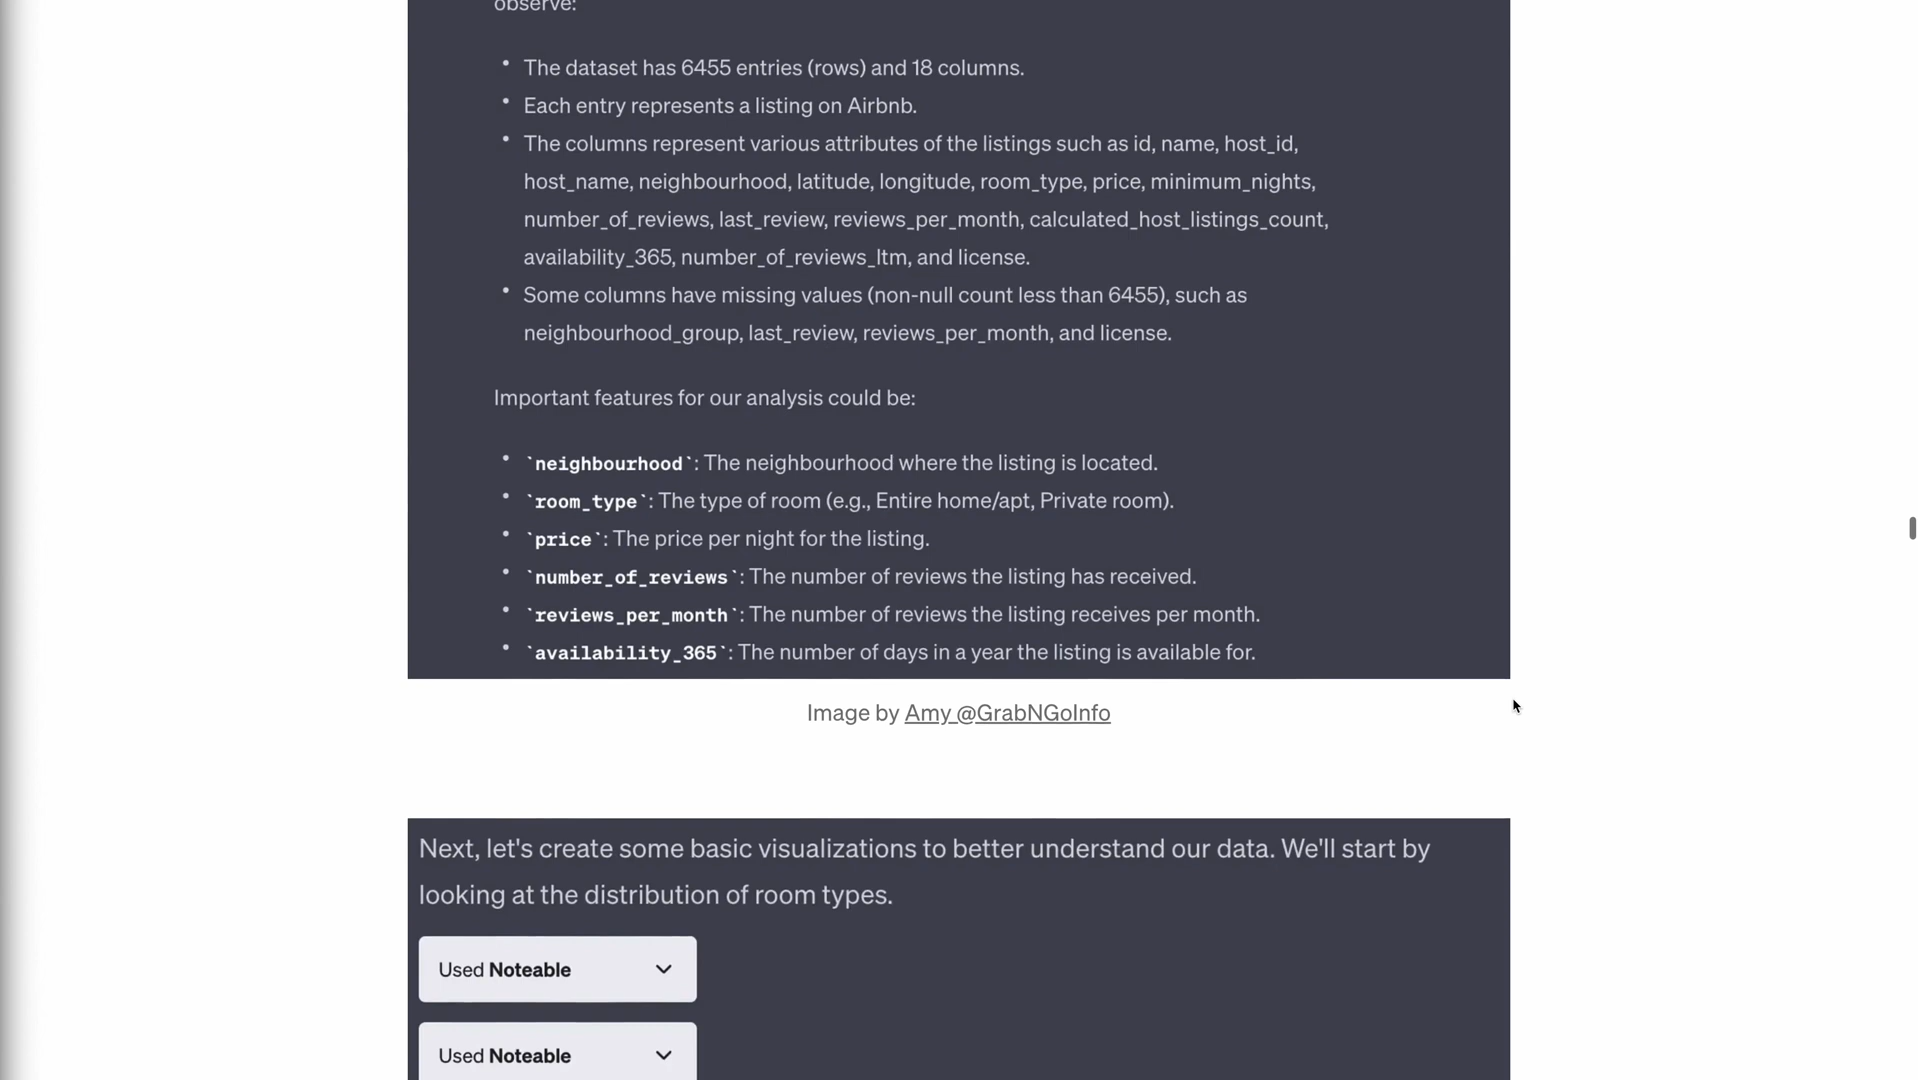 observe:
• The dataset has 6455 entries (rows) and 18 columns.
• Each entry represents a listing on Airbnb.
• The columns represent various attributes of the listings such as id, name, host_id,
host_name, neighbourhood, latitude, longitude, room_type, price, minimum_nights,
number_of_reviews, last_review, reviews_per_month, calculated_host_listings_count,
availability_365, number_of_reviews_ltm, and license.
• Some columns have missing values (non-null count less than 6455), such as
neighbourhood_group, last_review, reviews_per_month, and license.
Important features for our analysis could be:
• `neighbourhood`: The neighbourhood where the listing is located.
• `room_type`: The type of room (e.g., Entire home/apt, Private room).
• `price`: The price per night for the listing.
• `number_of_reviews`: The number of reviews the listing has received.
• `reviews_per_month`: The number of reviews the listing receives per month.
• `availability_365`: The number of days in a year the listing is available for.
Image by Amy @GrabNGoInfo
Next, let's create some basic visualizations to better understand our data. We'll start by
looking at the distribution of room types.
Used Noteable
Used Noteable